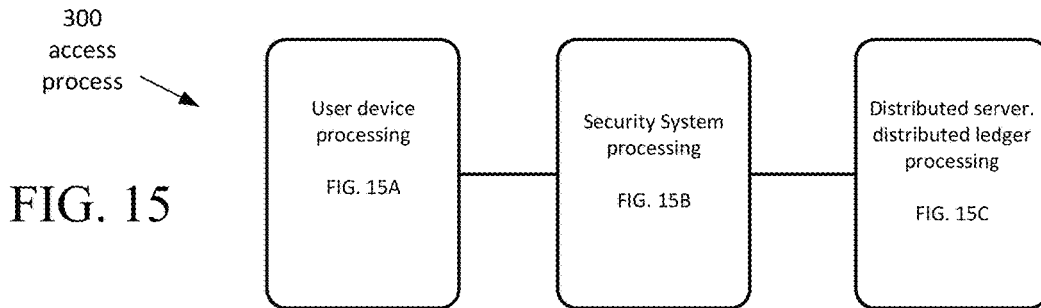 300
access
process
FIG. 15
User device
processing
FIG. 15A
Security System
processing
FIG. 15B
Distributed server.
distributed ledger
processing
FIG. 15C